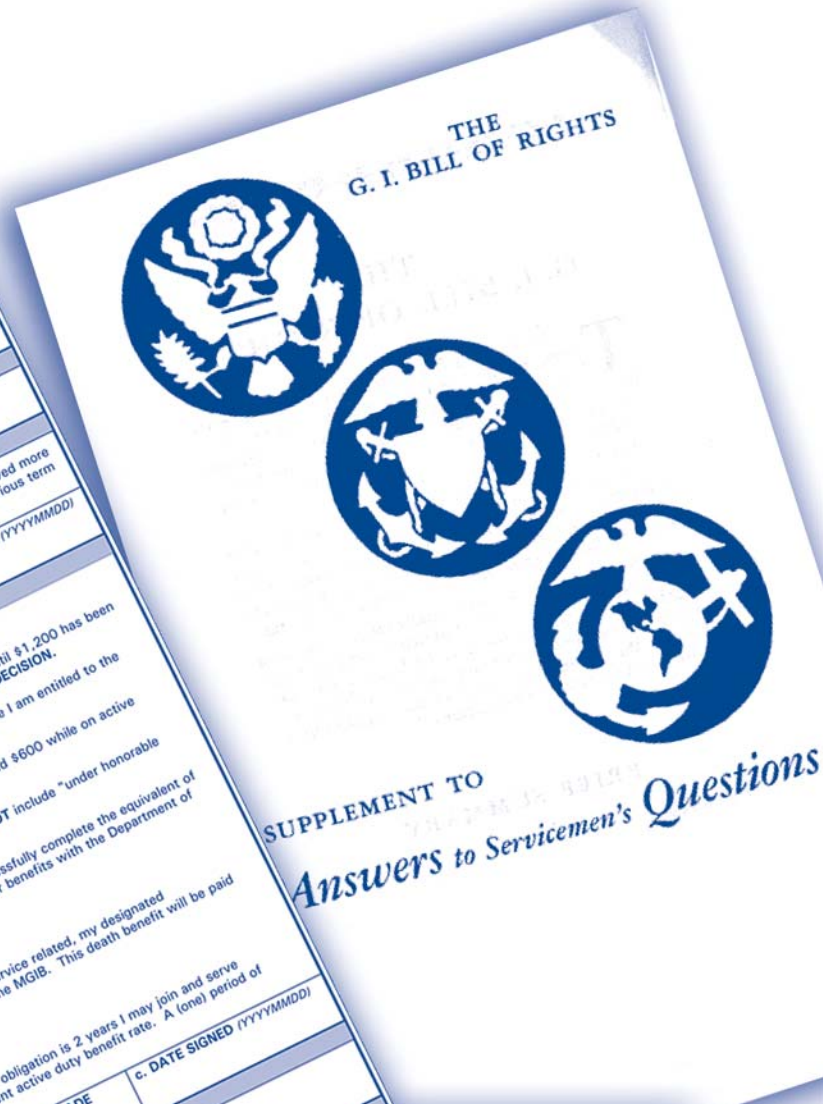 THE
G. I. BILL OF RIGHTS
SUPPLEMENT TO
Answers to Servicemen's Questions
ed more
ious term
(YYYYMMDD)
til $1,200 has been
ECISION.
e I am entitled to the
d $600 while on active
OT include "under honorable
ssfully complete the equivalent of
r benefits with the Department of
rvice related, my designated
he MGIB. This death benefit will be paid
obligation is 2 years I may join and serve
nt active duty benefit rate. A (one) period of
c. DATE SIGNED (YYYYMMDD)